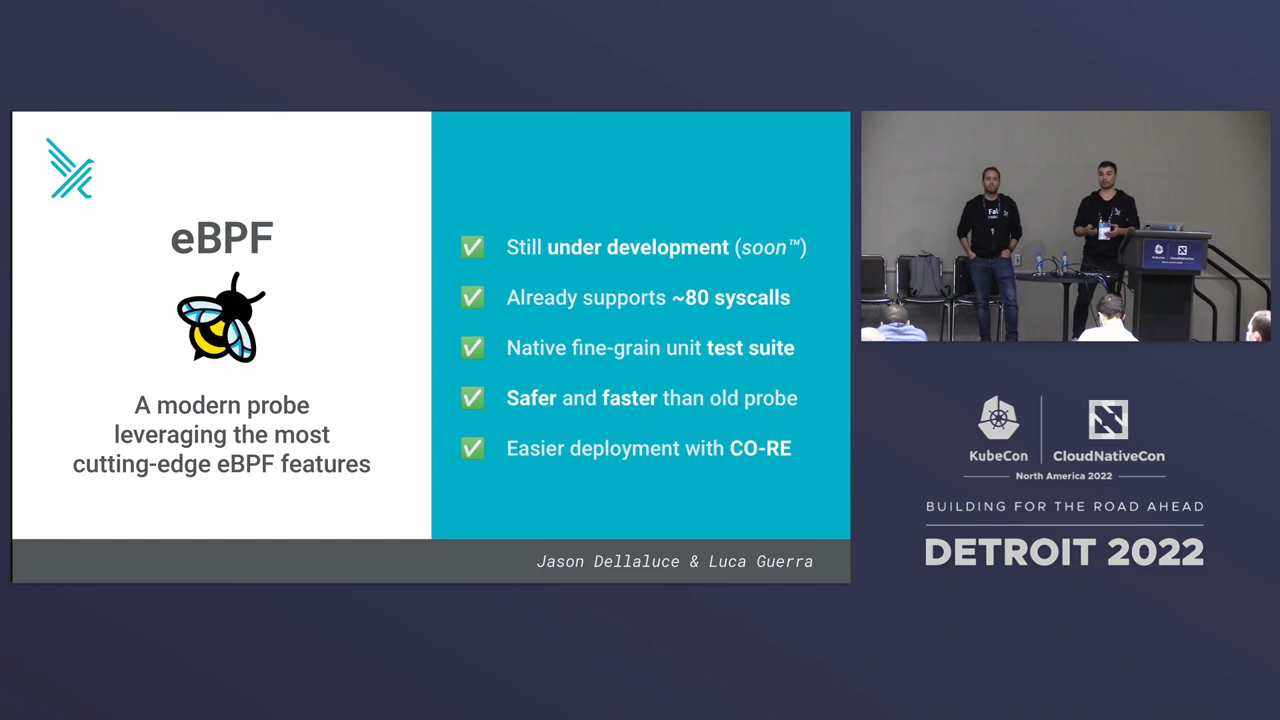 eBPF
A modern probe
leveraging the most
cutting-edge eBPF features
Still under development (soon™)
Already supports ~80 syscalls
Native fine-grain unit test suite
Safer and faster than old probe
Easier deployment with CO-RE
Jason Dellaluce & Luca Guerra
KubeCon
CloudNativeCon
North America 2022
BUILDING FOR THE ROAD AHEAD
DETROIT 2022
KubeCon
CloudNativeCon